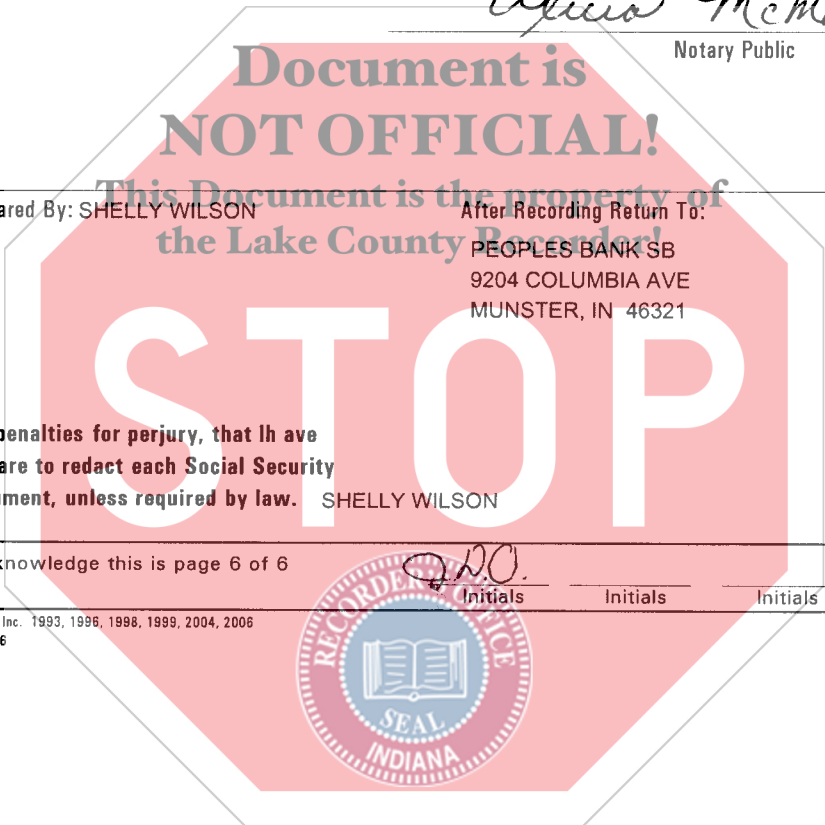 Notary Public
Document is
NOT OFFICIAL!
This Document is the property of
the Lake County Recorder!
ared By: SHELLY WILSON
After Recording Return To:
PEOPLES BANK SB
9204 COLUMBIA AVE
MUNSTER, IN 46321
STOP
penalties for perjury, that Ih ave
are to redact each Social Security
ment, unless required by law. SHELLY WILSON
knowledge this is page 6 of 6
Initials Initials Initials
Inc. 1993, 1996, 1998, 1999, 2004, 2006
6
RECORDER'S OFFICE
SEAL
INDIANA